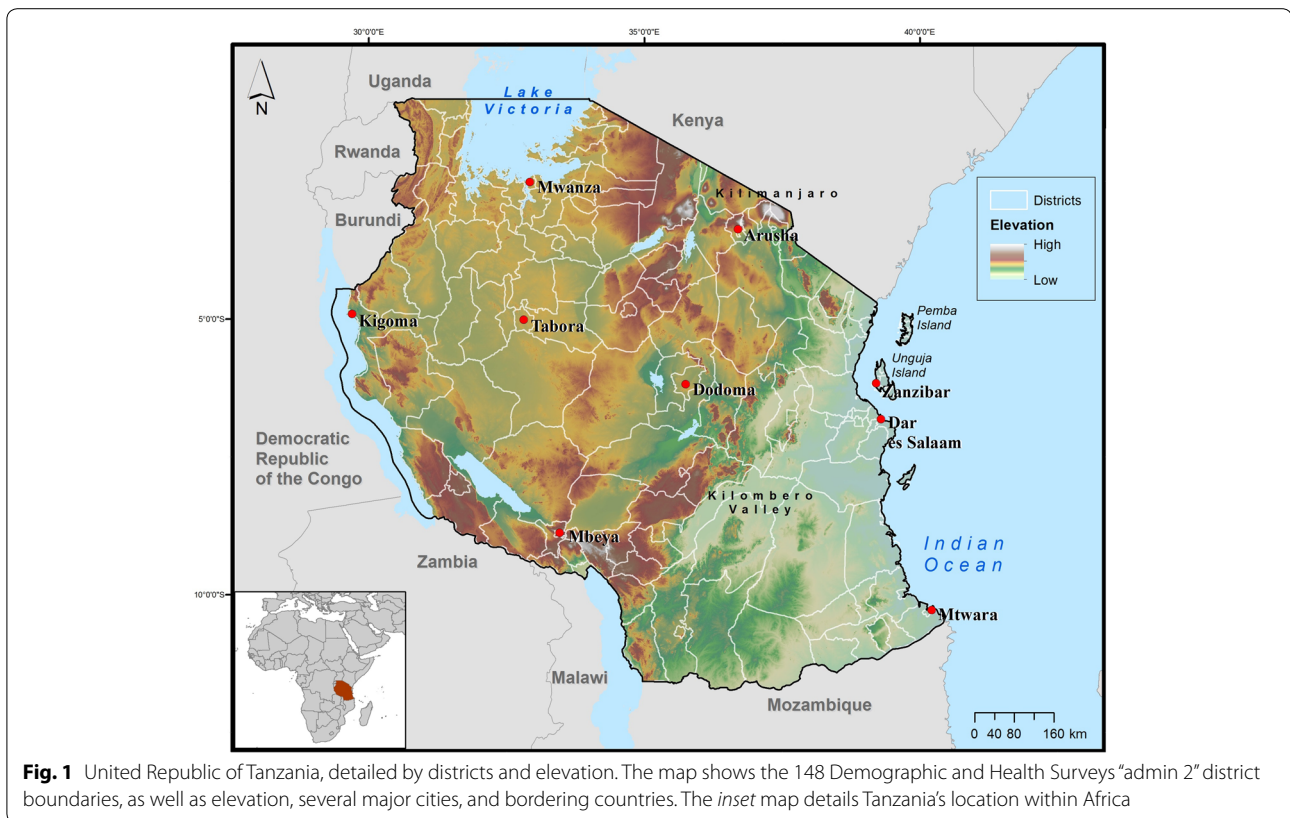 30°0'0"E
35°0'0"E
40°0'0"E
N
Uganda
Lake
Victoria
Kenya
Rwanda
Mwanza
Kilimanjaro
Burundi
Arusha
Districts
Elevation
High
Low
5°0'0"S
Kigoma
Tabora
Pemba
Island
Unguja
Island
Dodoma
Zanzibar
Dar
es Salaam
Democratic
Republic
of the Congo
Kilombero
Valley
Mbeya
Zambia
Indian
Ocean
10°0'0"S
Mtwara
Malawi
Mozambique
0 40 80 160 km
Fig. 1 United Republic of Tanzania, detailed by districts and elevation. The map shows the 148 Demographic and Health Surveys “admin 2” district
boundaries, as well as elevation, several major cities, and bordering countries. The inset map details Tanzania’s location within Africa